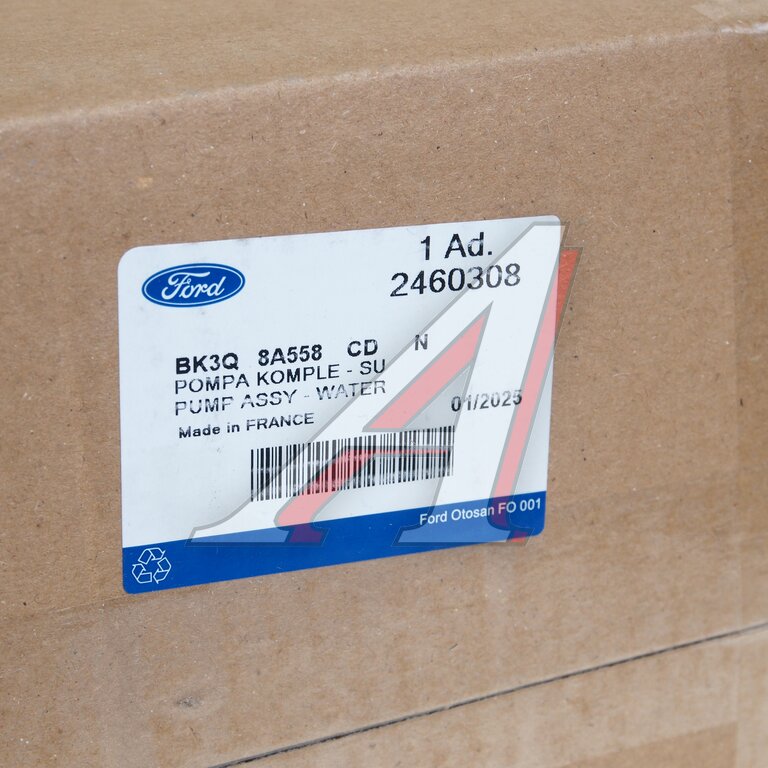 Ford
1 Ad.
2460308
BK3Q 8A558 CD N
POMPA KOMPLE - SU
PUMP ASSY - WATER
01/2025
Made in FRANCE
Ford Otosan FO 001